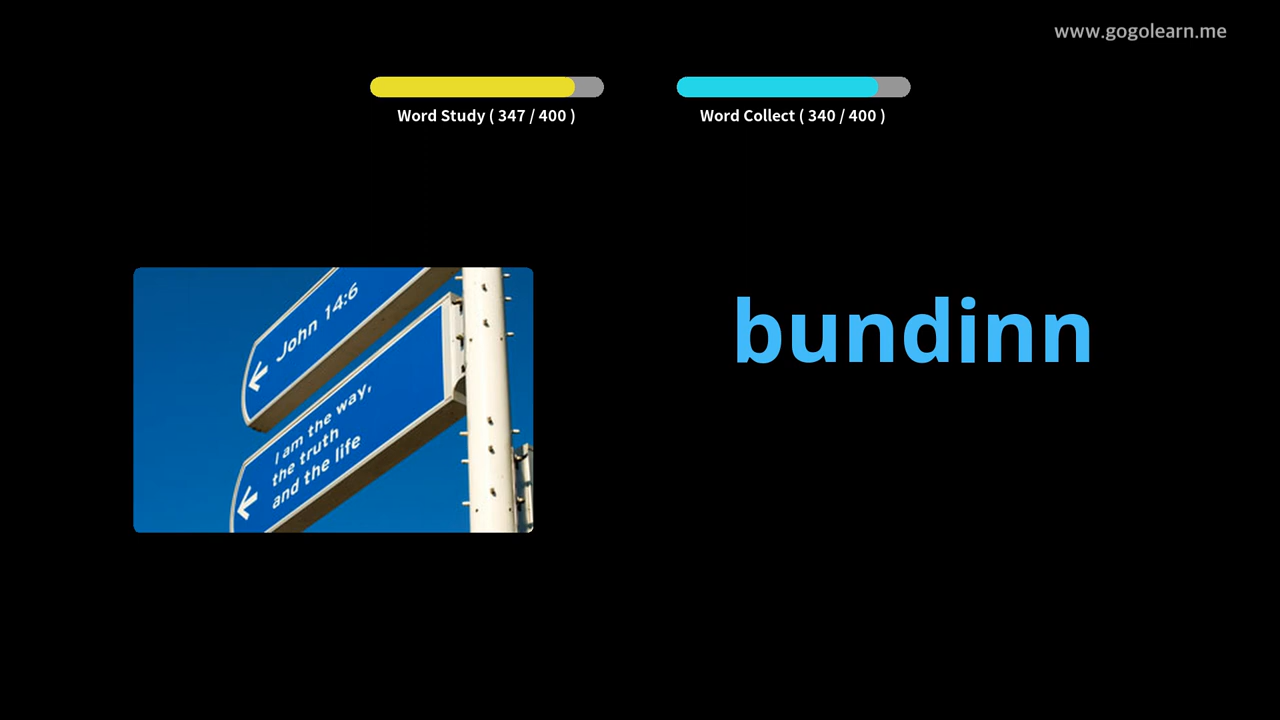 www.gogolearn.me
Word Study ( 347 / 400 )
Word Collect ( 340 / 400 )
John 14:6
I am the way,
the truth
and the life
bundinn